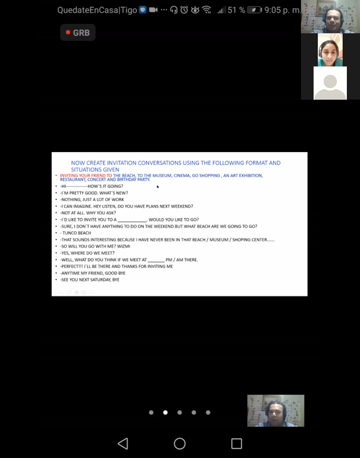 QuedateEnCasa|Tigo 51 % 9:05 p. m.
GRB
NOW CREATE INVITATION CONVERSATIONS USING THE FOLLOWING FORMAT AND
SITUATIONS GIVEN
INVITING YOUR FRIEND TO THE BEACH, TO THE MUSEUM, CINEMA, GO SHOPPING , AN ART EXHIBITION,
RESTAURANT, CONCERT AND BIRTHDAY PARTY.
-HI------------HOW´S IT GOING?
-I´M PRETTY GOOD. WHAT´S NEW?
-NOTHING, JUST A LOT OF WORK
-I CAN IMAGINE. HEY LISTEN, DO YOU HAVE PLANS NEXT WEEKEND?
-NOT AT ALL. WHY YOU ASK?
-I´D LIKE TO INVITE YOU TO A ____________. WOULD YOU LIKE TO GO?
-SURE, I DON´T HAVE ANYTHING TO DO ON THE WEEKEND BUT WHAT BEACH ARE WE GOING TO GO?
- TUNCO BEACH
-THAT SOUNDS INTERESTING BECAUSE I HAVE NEVER BEEN IN THAT BEACH / MUSEUM / SHOPING CENTER.....
-SO WILL YOU GO WITH ME? WIZMI
-YES, WHERE DO WE MEET?
-WELL, WHAT DO YOU THINK IF WE MEET AT _______ PM / AM THERE.
-PERFECT!!! I´LL BE THERE AND THANKS FOR INVITING ME
-ANYTIME MY FRIEND, GOOD BYE
-SEE YOU NEXT SATURDAY, BYE